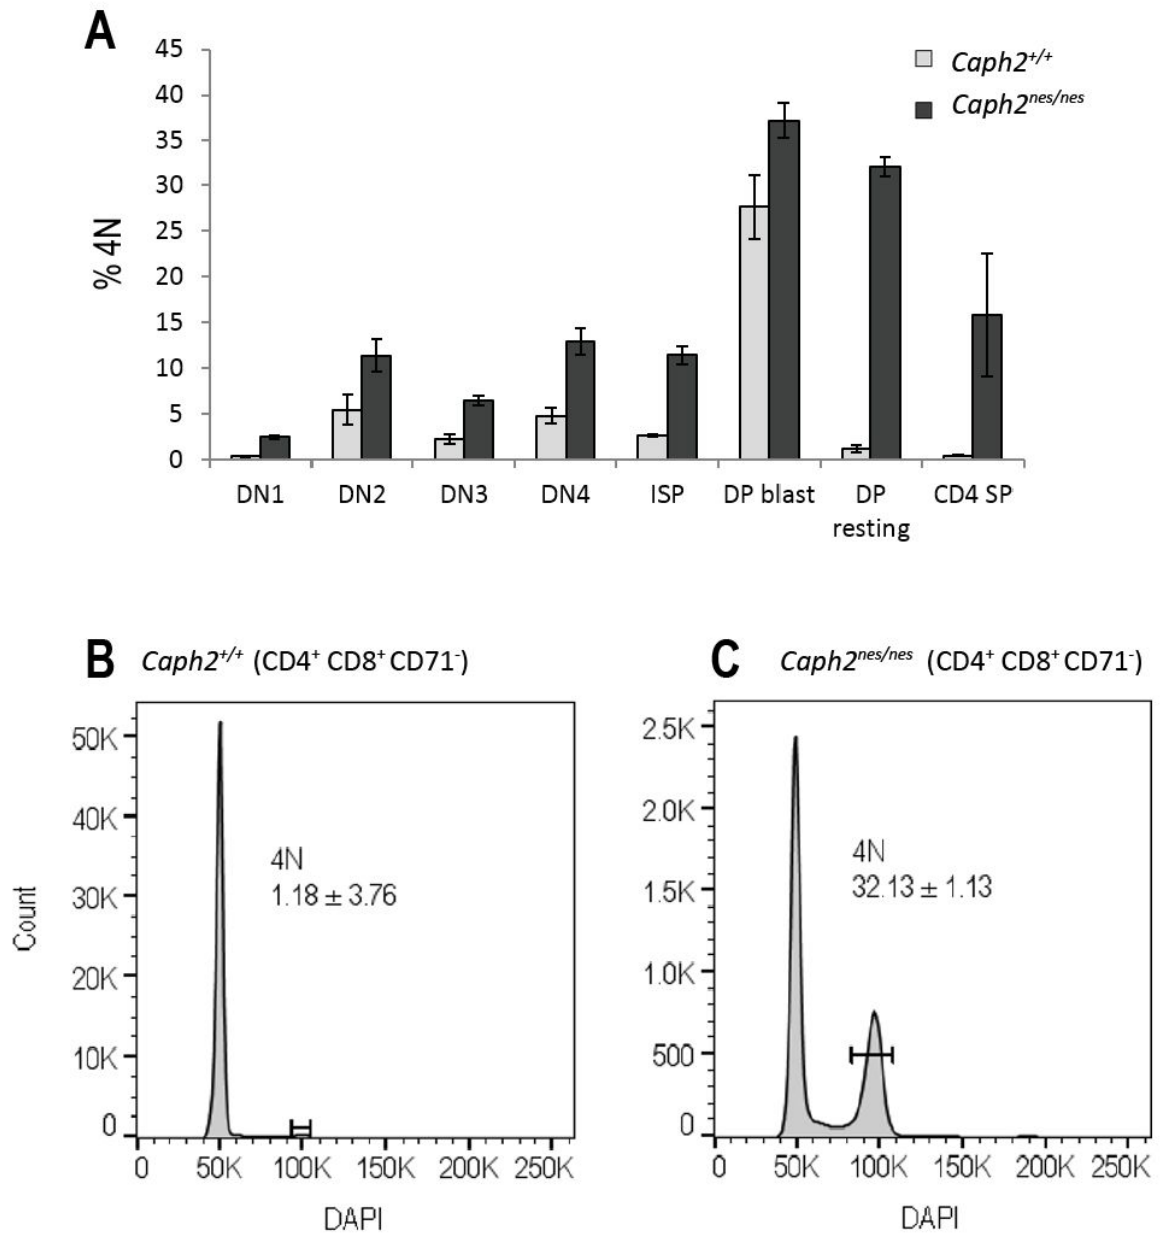 A
45
40
35
30
25
20
15
10
5
0
% 4N
Caph2+/+
Caph2nes/nes
DN1 DN2 DN3 DN4 ISP DP blast DP resting CD4 SP
B Caph2+/+ (CD4+ CD8+ CD71-)
50K
40K
30K
20K
10K
0
Count
4N
1.18 ± 3.76
0 50K 100K 150K 200K 250K
DAPI
C Caph2nes/nes (CD4+ CD8+ CD71-)
2.5K
2.0K
1.5K
1.0K
500
0
4N
32.13 ± 1.13
0 50K 100K 150K 200K 250K
DAPI